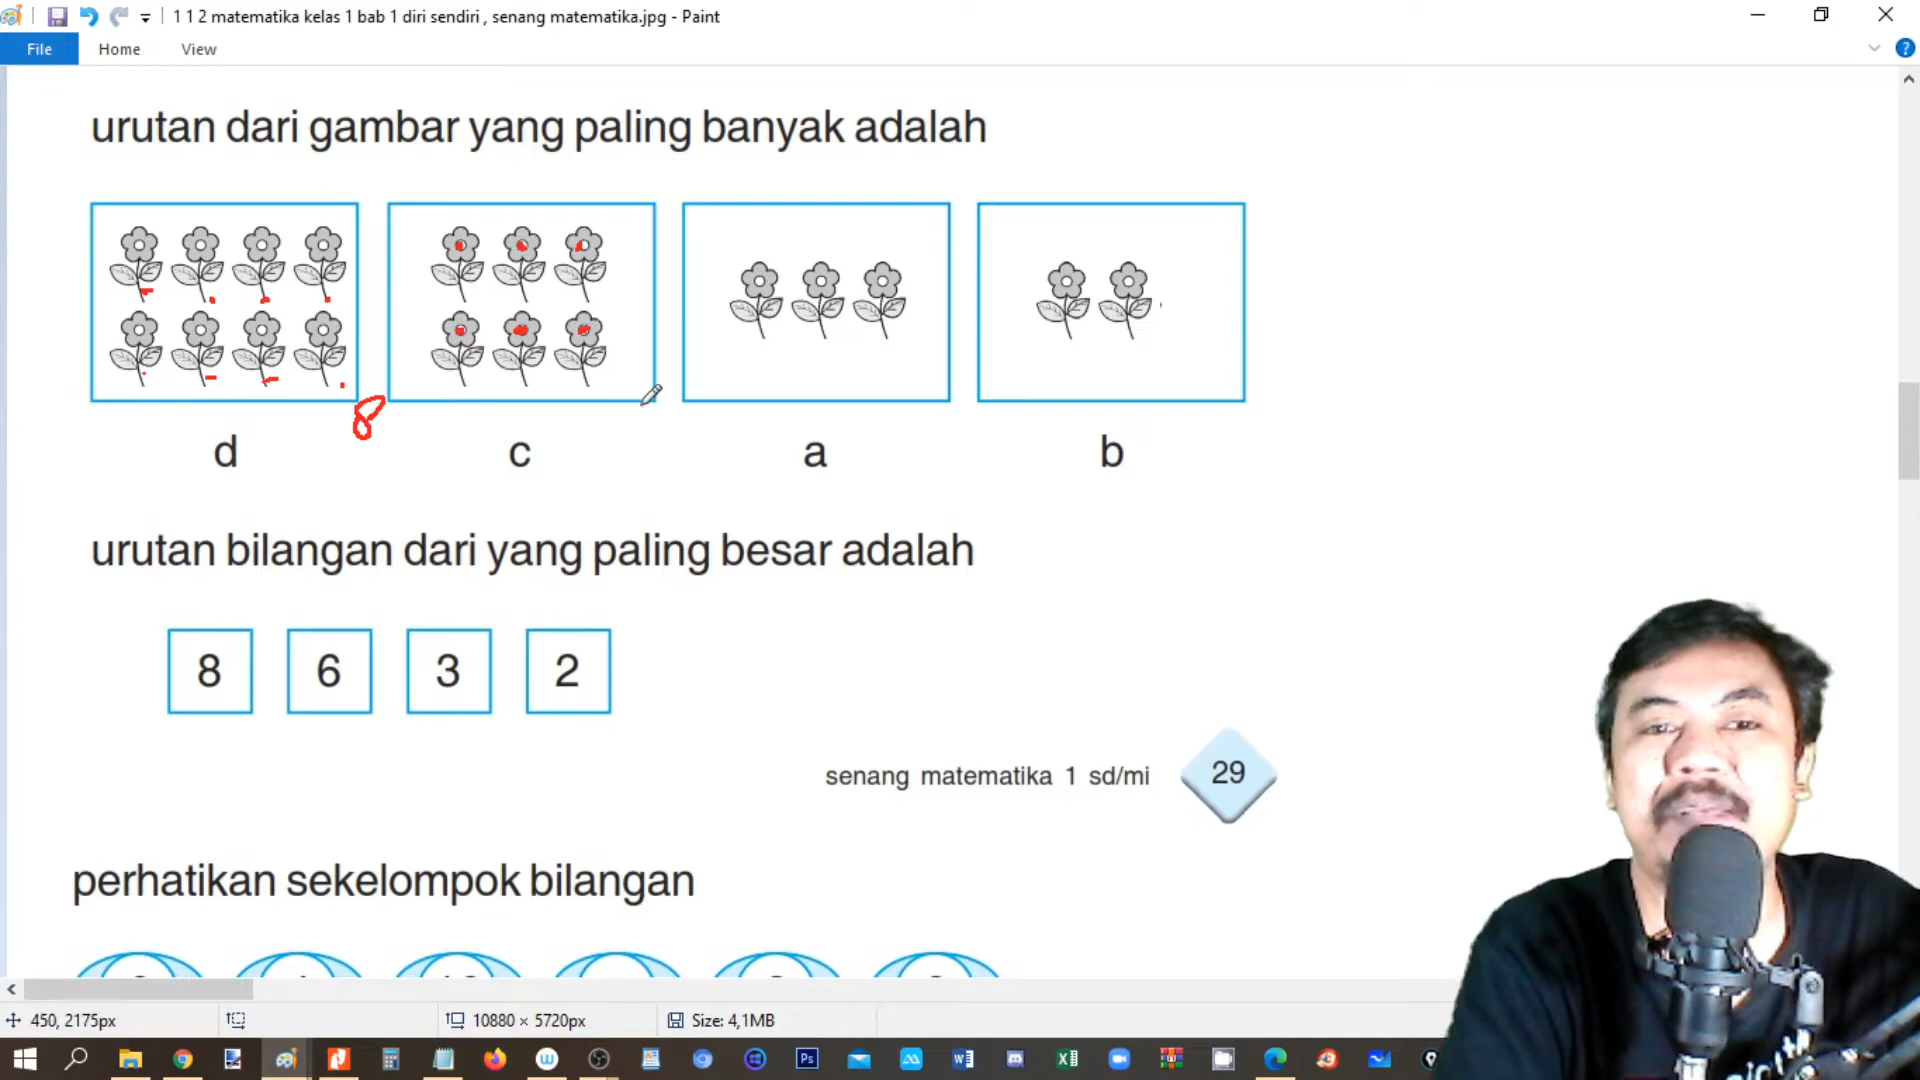 1 1 2 matematika kelas 1 bab 1 diri sendiri , senang matematika.jpg - Paint
File Home View
urutan dari gambar yang paling banyak adalah
8
d c a b
urutan bilangan dari yang paling besar adalah
8 6 3 2
senang matematika 1 sd/mi 29
perhatikan sekelompok bilangan
450, 2175px 10880 × 5720px Size: 4,1MB
Ps